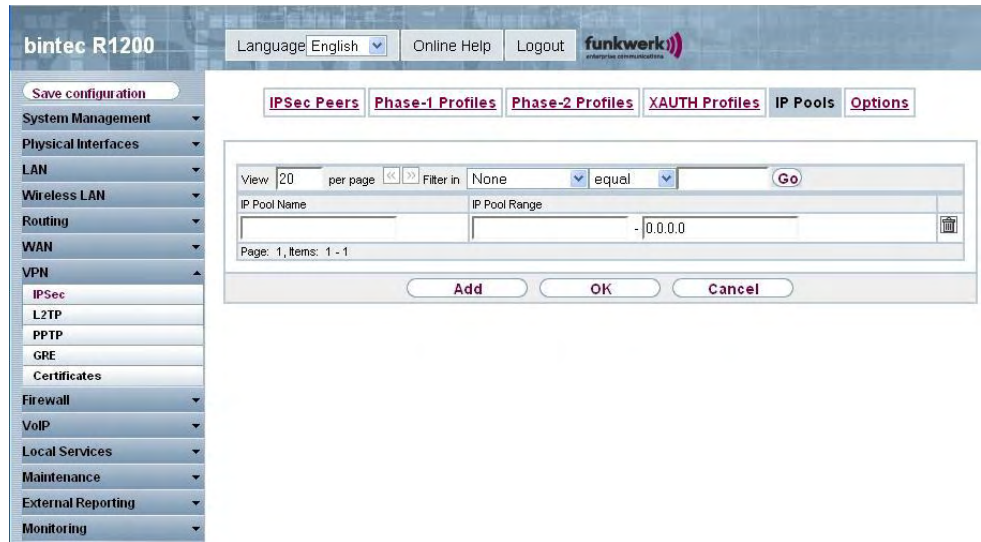 bintec R1200
Language English Online Help Logout funkwerk
enterprise communications
Save configuration
IPSec Peers Phase-1 Profiles Phase-2 Profiles XAUTH Profiles IP Pools Options
System Management
Physical Interfaces
LAN
Wireless LAN
Routing
WAN
VPN
IPSec
L2TP
PPTP
GRE
Certificates
Firewall
VoIP
Local Services
Maintenance
External Reporting
Monitoring
View 20 per page << >> Filter in None equal Go
IP Pool Name IP Pool Range
- 0.0.0.0
Page: 1, Items: 1 - 1
Add OK Cancel